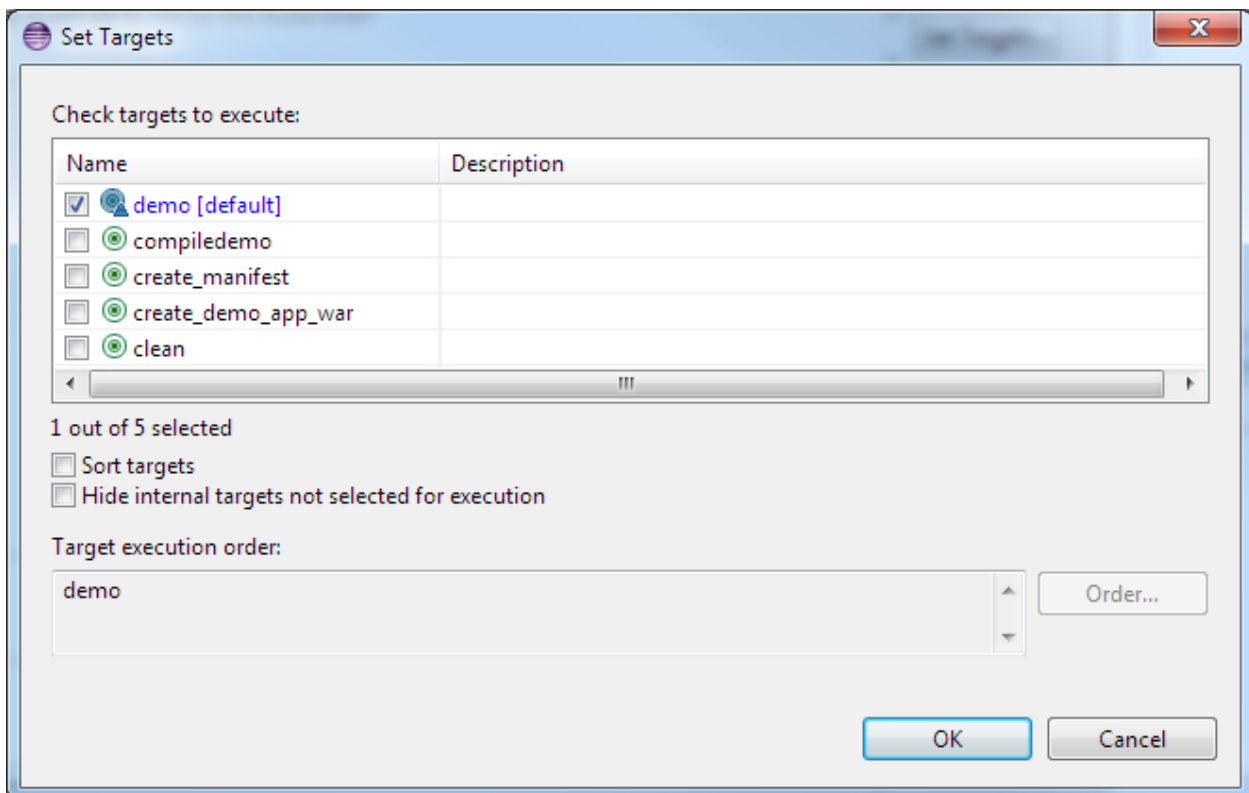 Set Targets
Check targets to execute:
Name Description
demo [default]
compiledemo
create_manifest
create_demo_app_war
clean
1 out of 5 selected
Sort targets
Hide internal targets not selected for execution
Target execution order:
demo
Order...
OK Cancel